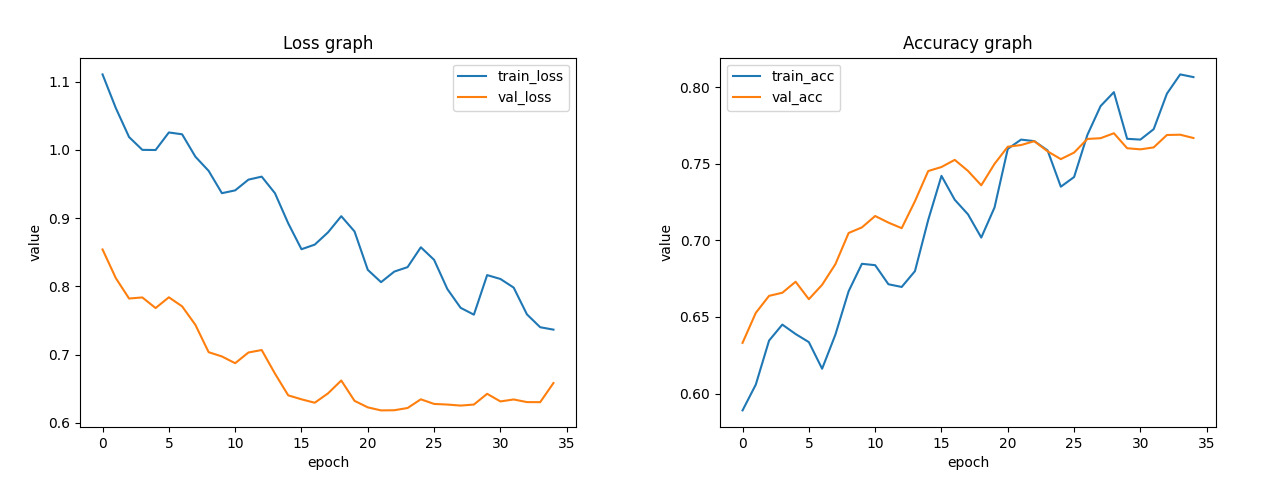 Loss graph
train_loss
val_loss
value
1.1
1.0
0.9
0.8
0.7
0.6
0 5 10 15 20 25 30 35
epoch
Accuracy graph
train_acc
val_acc
value
0.80
0.75
0.70
0.65
0.60
0 5 10 15 20 25 30 35
epoch